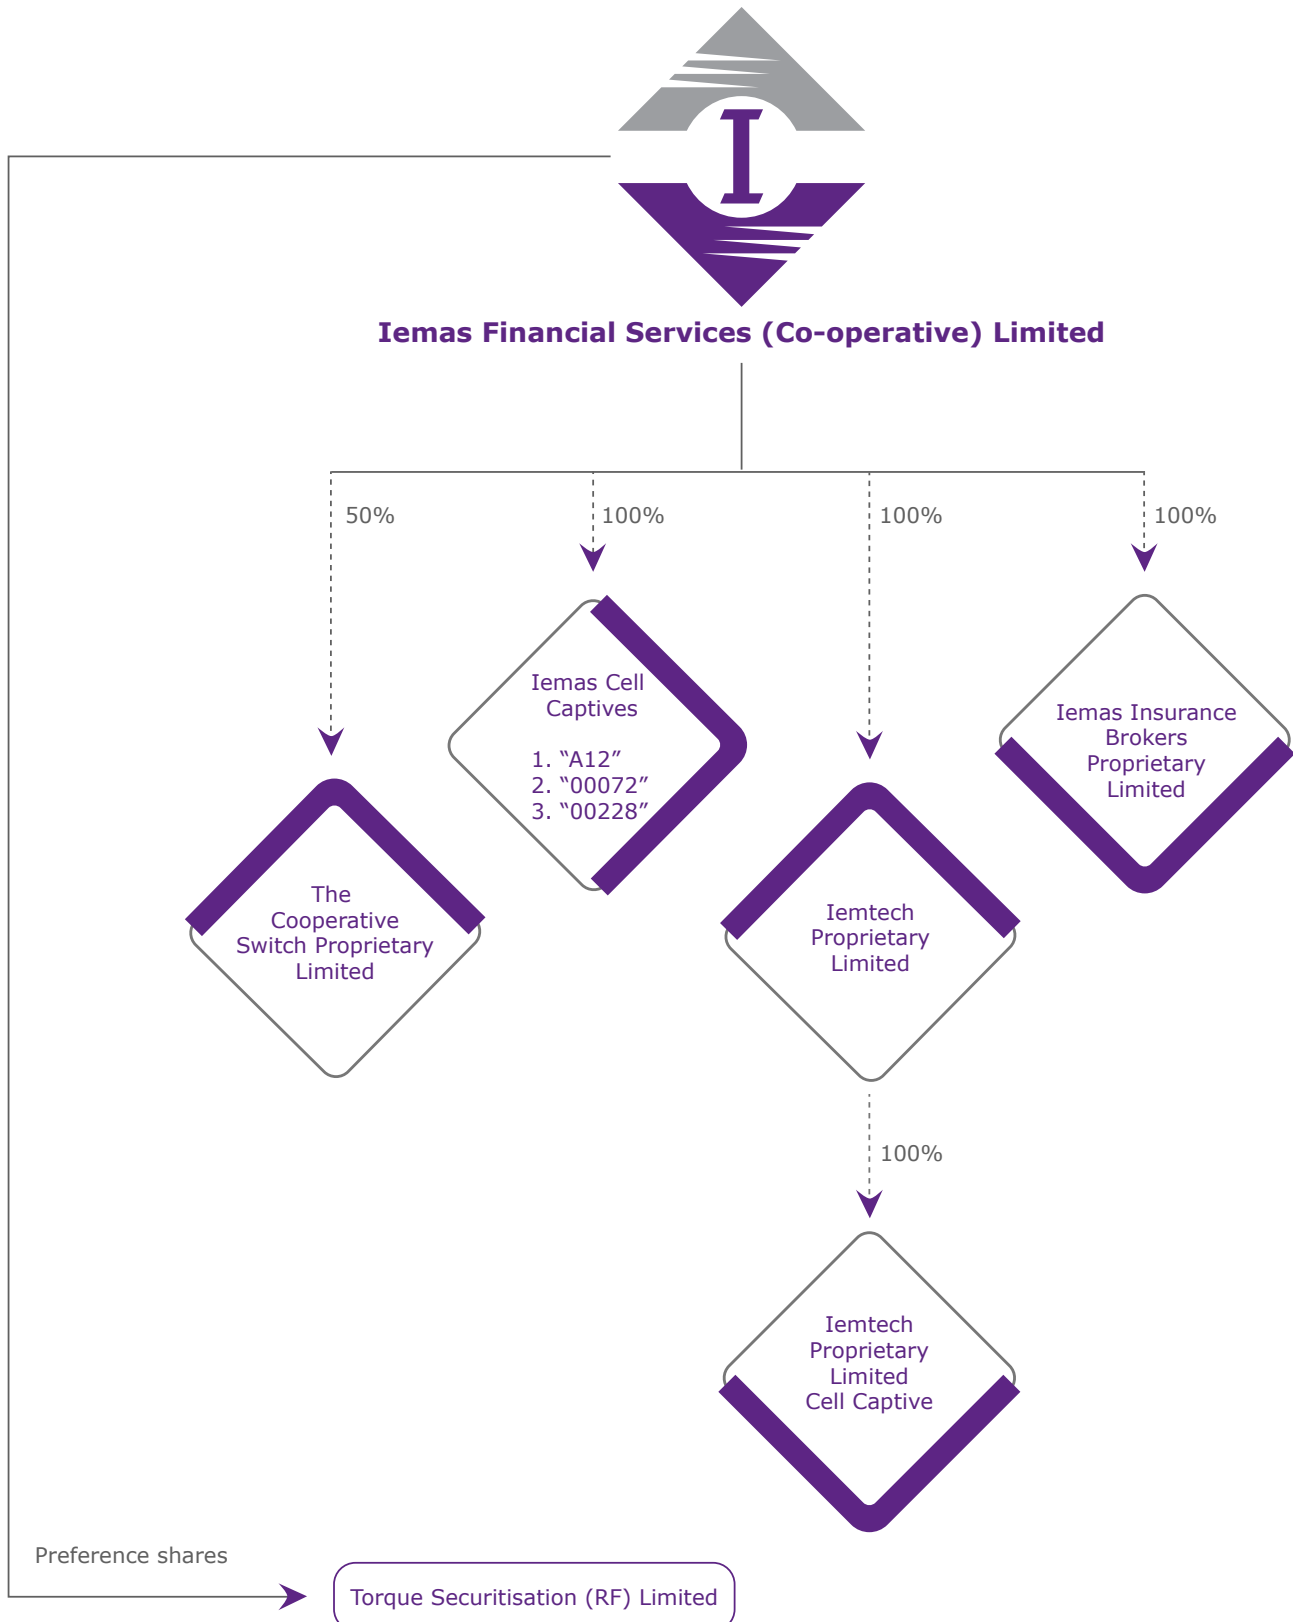 I
Iemas Financial Services (Co-operative) Limited
50%
100%
100%
100%
Iemas Cell
Captives
1. “A12”
2. “00072”
3. “00228”
Iemas Insurance
Brokers
Proprietary
Limited
The
Cooperative
Switch Proprietary
Limited
Iemtech
Proprietary
Limited
100%
Iemtech
Proprietary
Limited
Cell Captive
Preference shares
Torque Securitisation (RF) Limited